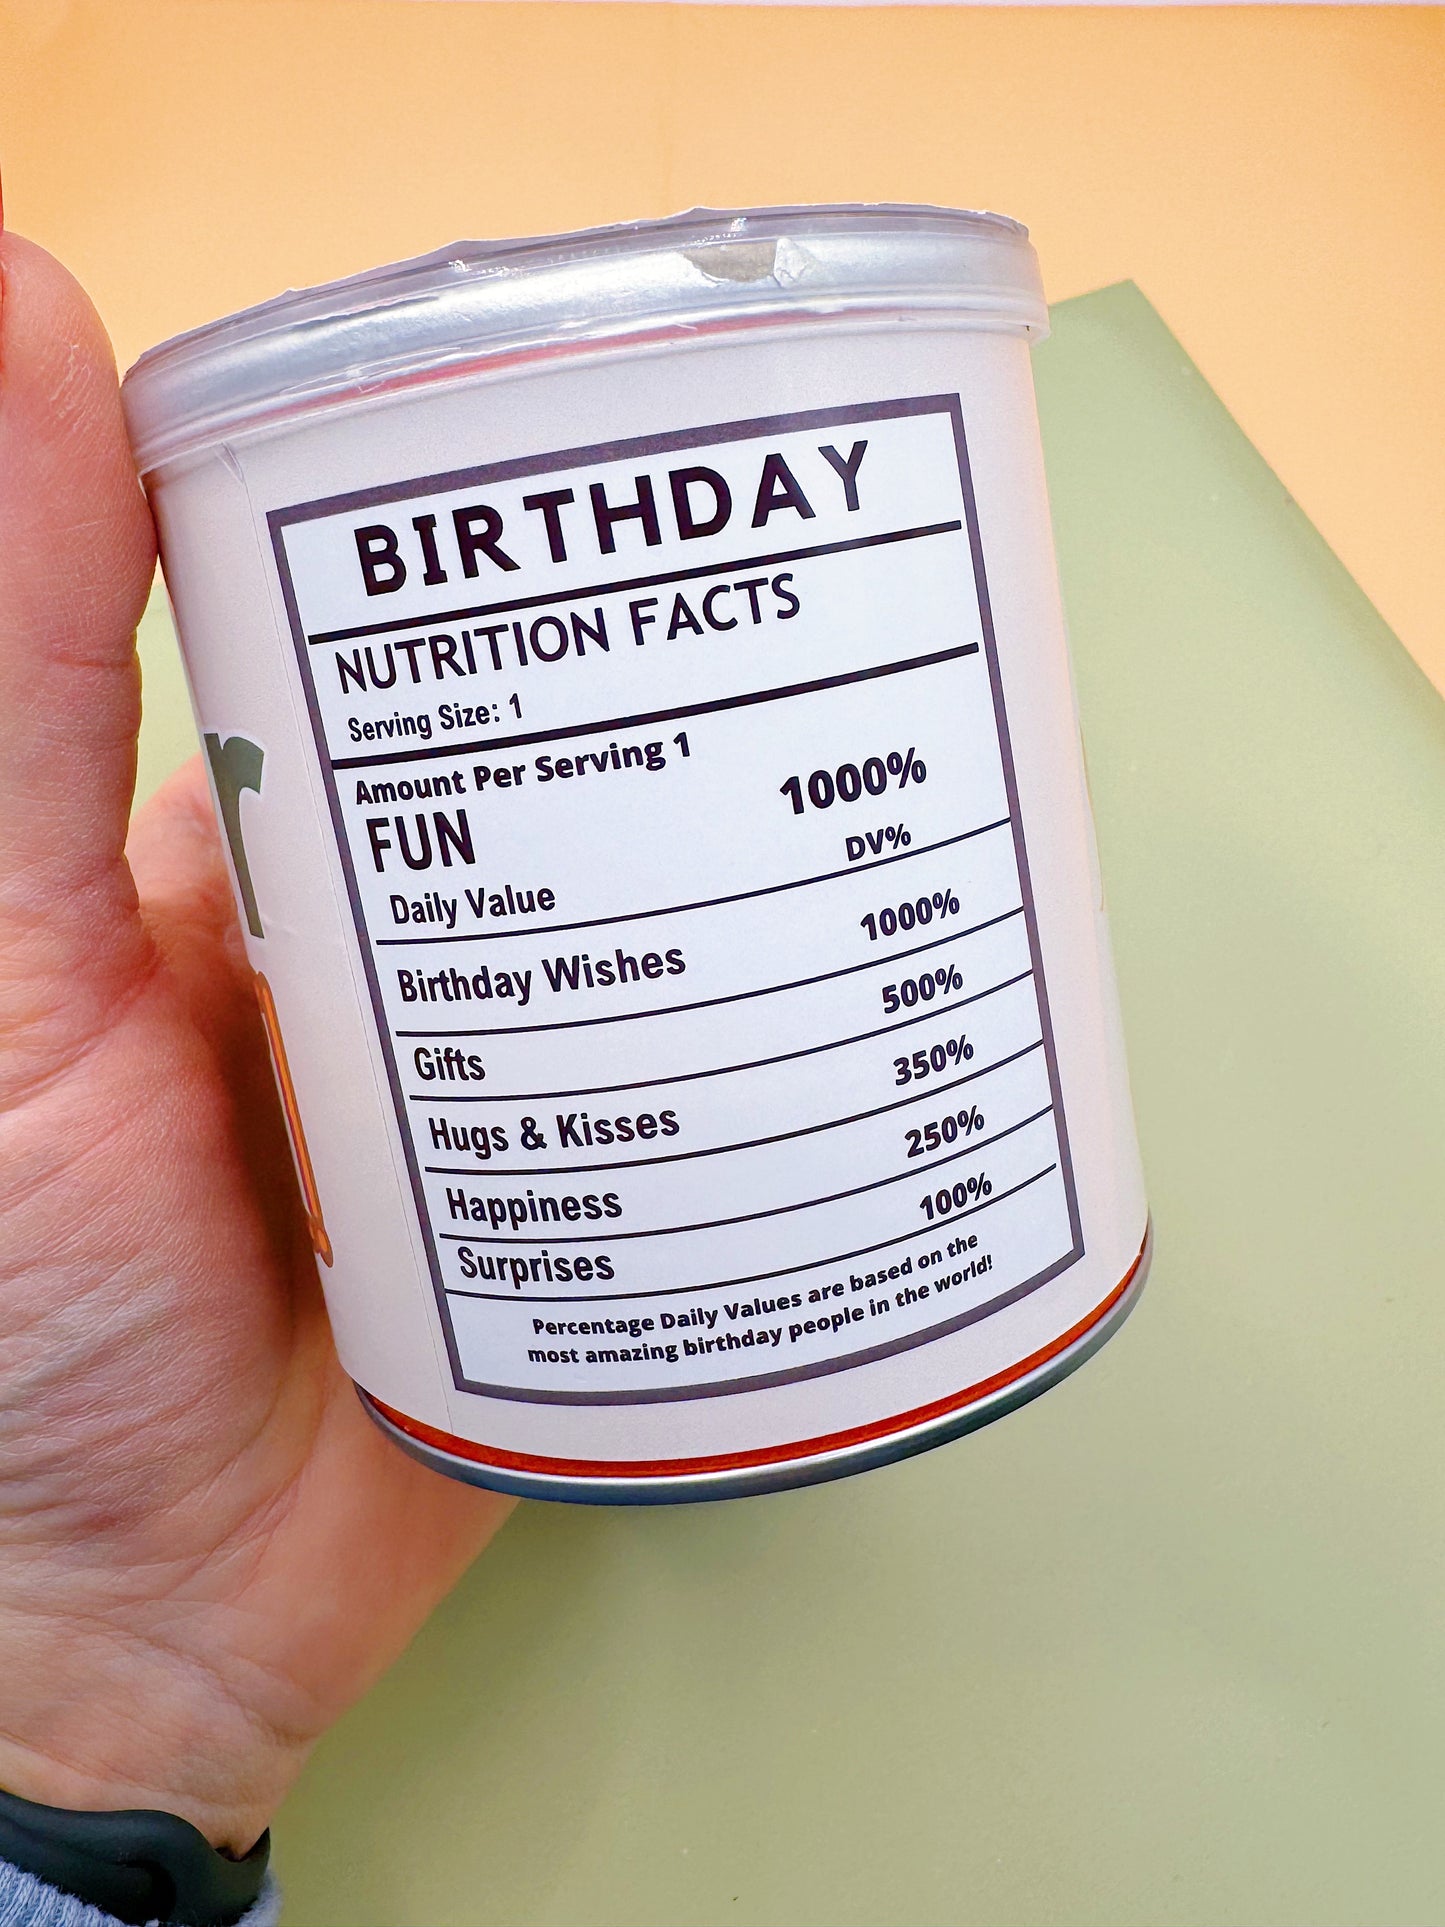 BIRTHDAY
NUTRITION FACTS
Serving Size: 1
Amount Per Serving 1
FUN 1000%
Daily Value DV%
Birthday Wishes 1000%
Gifts 500%
Hugs & Kisses 350%
Happiness 250%
Surprises 100%
Percentage Daily Values are based on the
most amazing birthday people in the world!
r